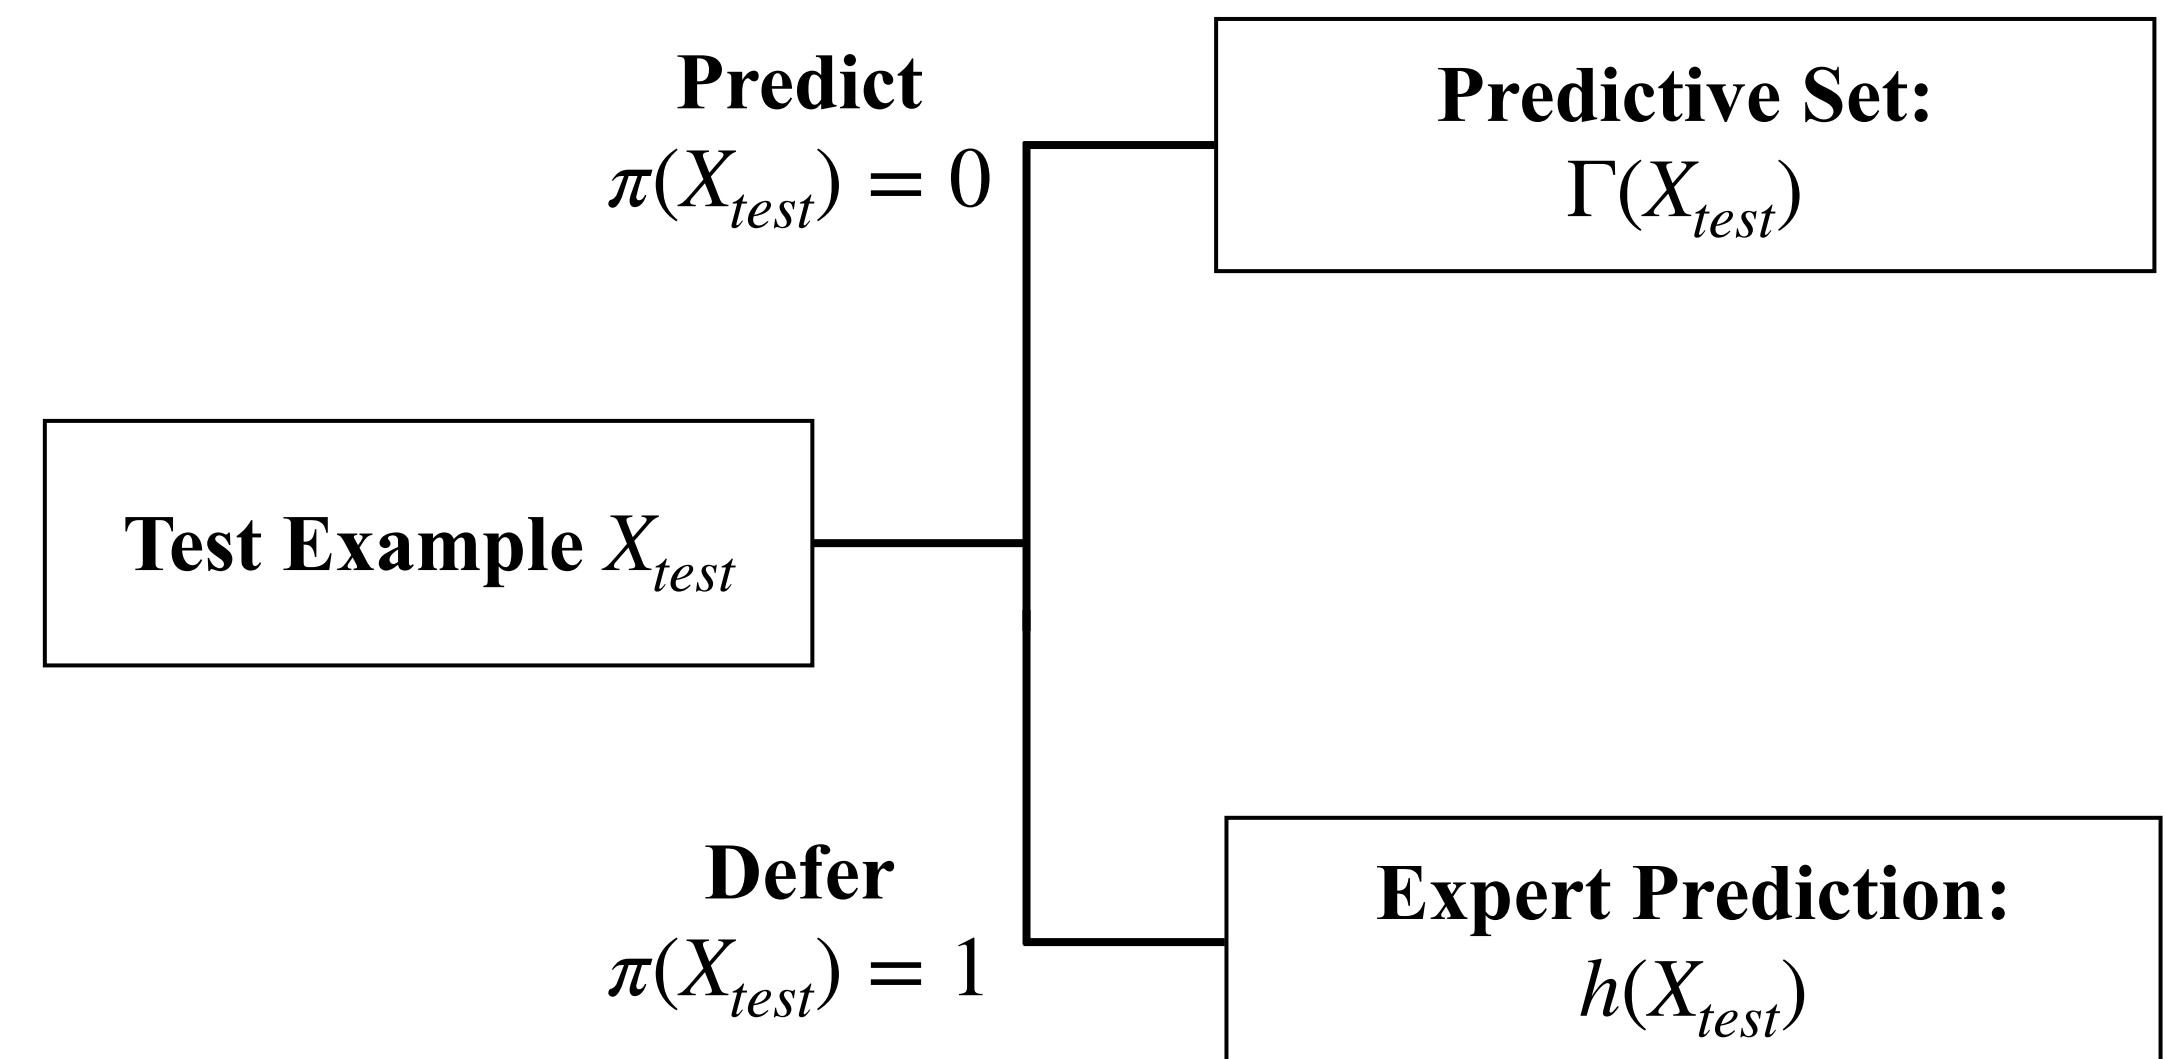 Predict
π(X_test) = 0
Predictive Set:
Γ(X_test)
Test Example X_test
Defer
π(X_test) = 1
Expert Prediction:
h(X_test)